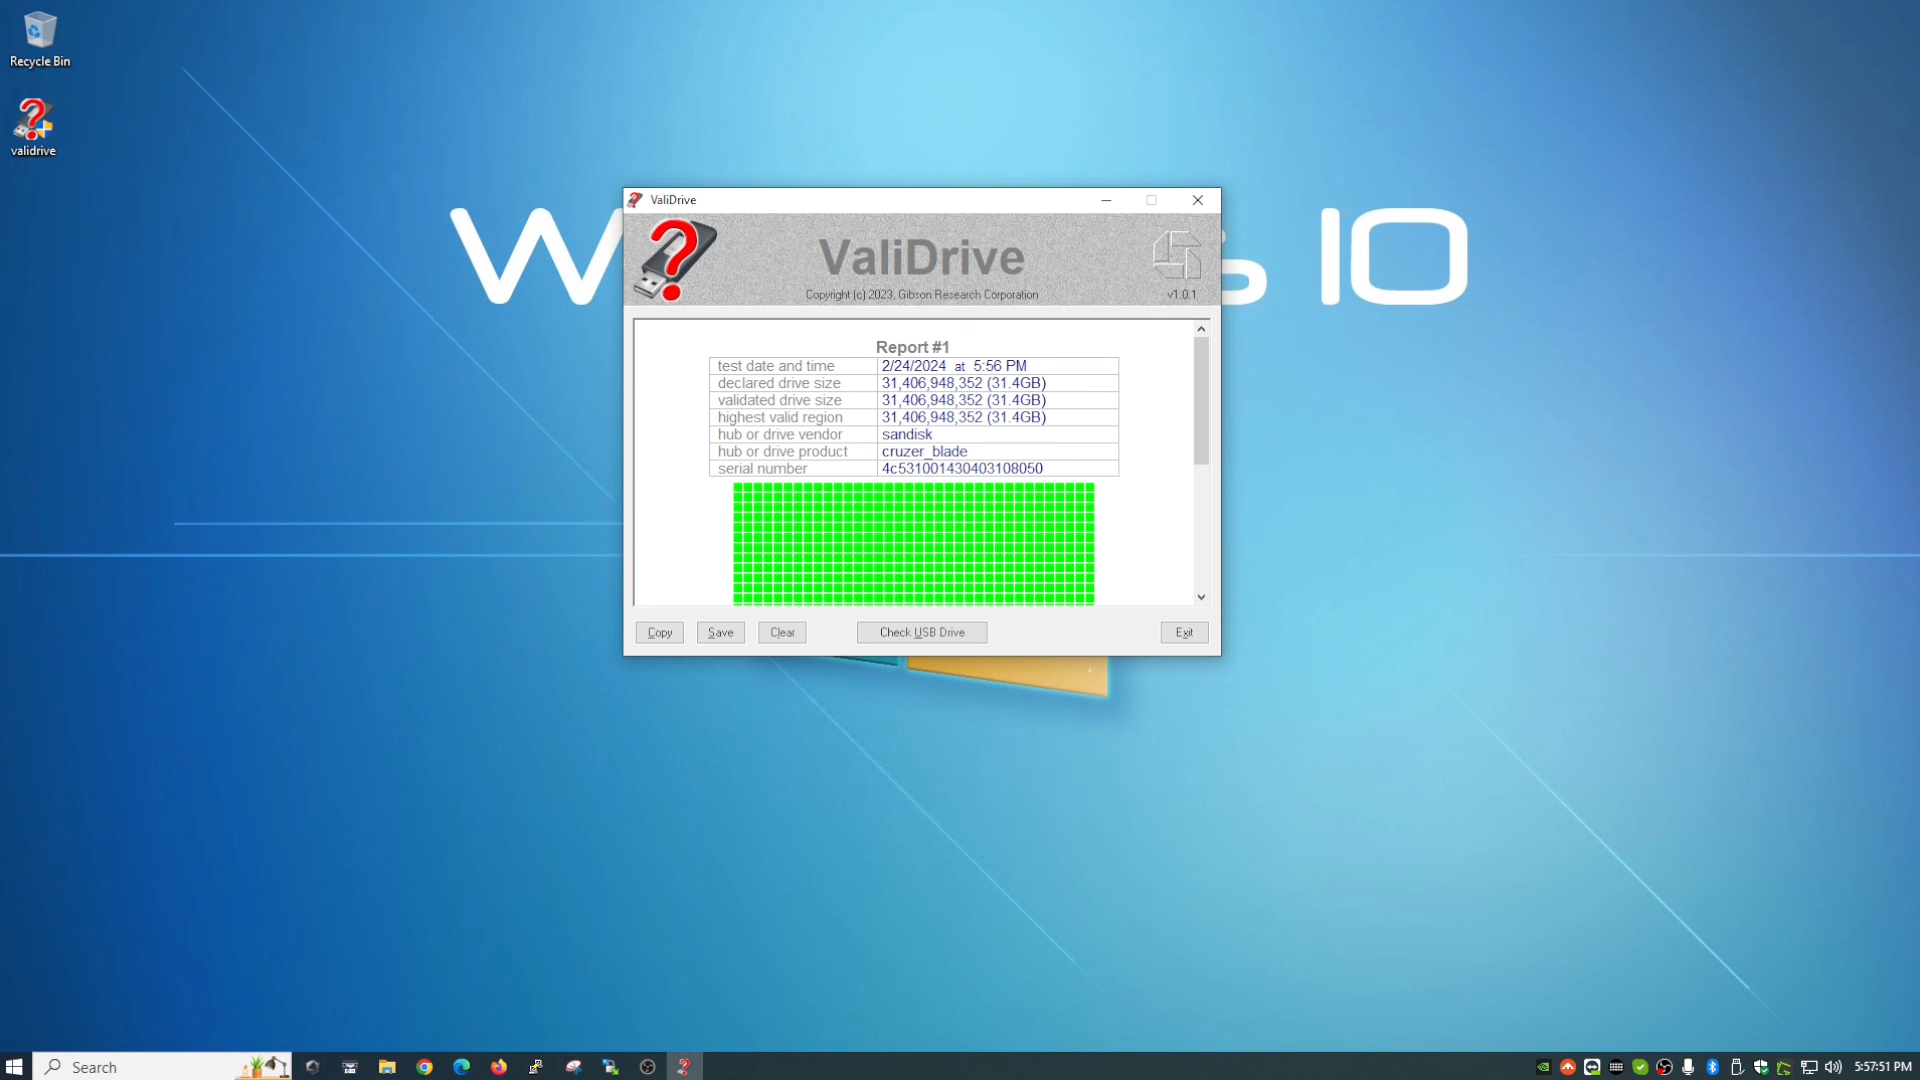 Recycle Bin
validrive
W
s 10
ValiDrive
ValiDrive
Copyright (c) 2023, Gibson Research Corporation
v1.0.1
Report #1
test date and time 2/24/2024 at 5:56 PM
declared drive size 31,406,948,352 (31.4GB)
validated drive size 31,406,948,352 (31.4GB)
highest valid region 31,406,948,352 (31.4GB)
hub or drive vendor sandisk
hub or drive product cruzer_blade
serial number 4c531001430403108050
Copy Save Clear Check USB Drive Exit
Search
5:57:51 PM